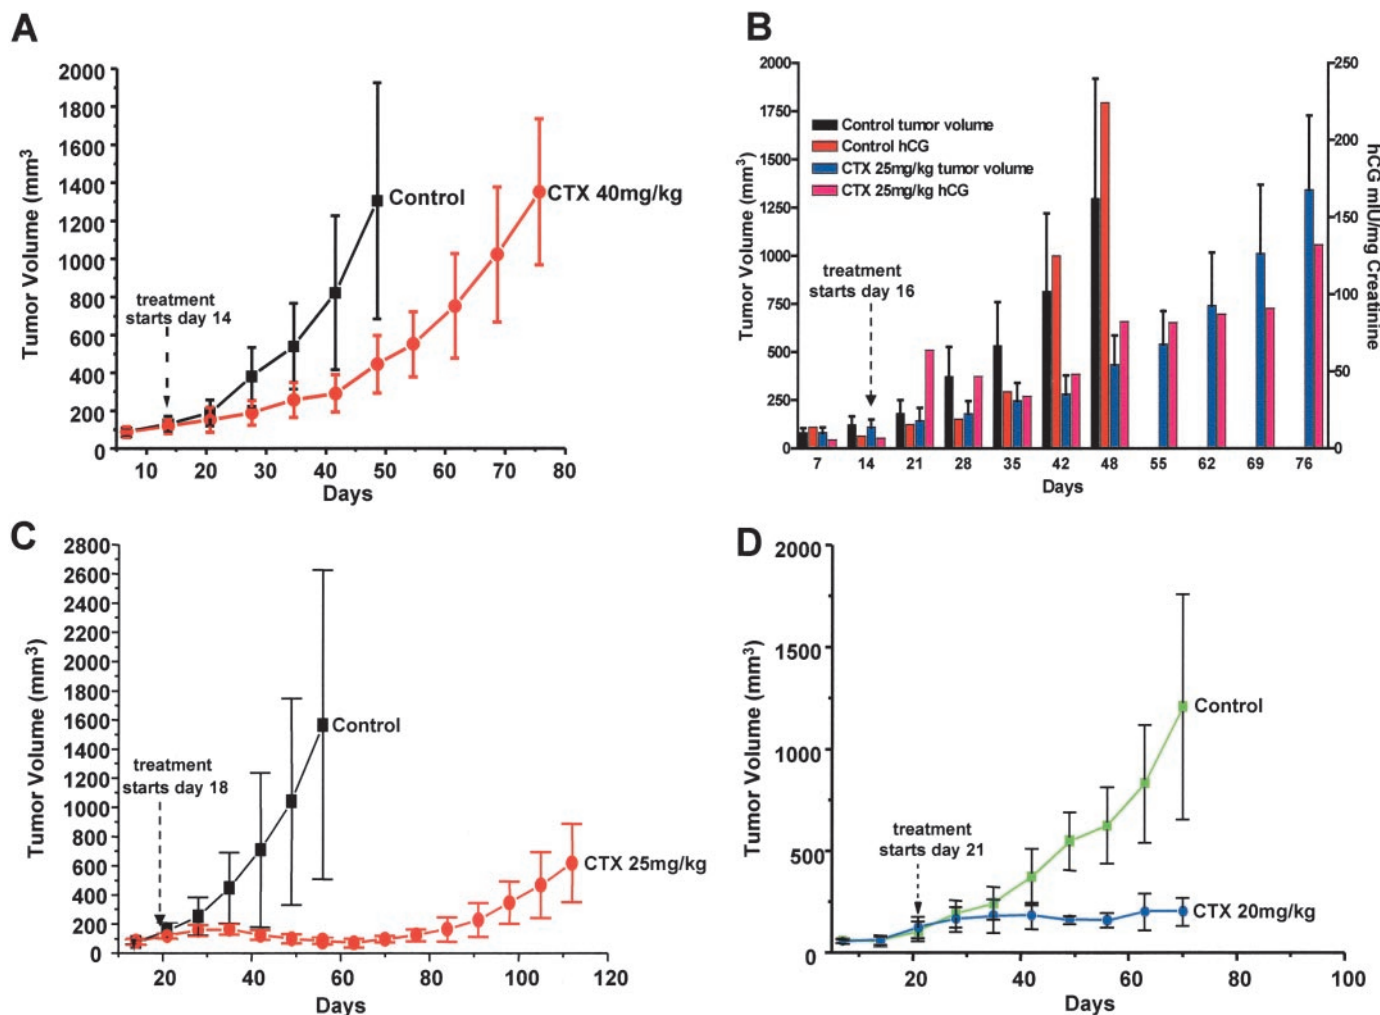 A
2000
1800
1600
1400
1200
1000
800
600
400
200
0
Tumor Volume (mm³)
Control
CTX 40mg/kg
treatment
starts day 14
10 20 30 40 50 60 70 80
Days
B
2000
1750
1500
1250
1000
750
500
250
0
Tumor Volume (mm³)
Control tumor volume
Control hCG
CTX 25mg/kg tumor volume
CTX 25mg/kg hCG
treatment
starts day 16
250
200
150
100
50
0
hCG mIU/mg Creatinine
7 14 21 28 35 42 48 55 62 69 76
Days
C
2800
2600
2400
2200
2000
1800
1600
1400
1200
1000
800
600
400
200
0
Tumor Volume (mm³)
Control
treatment
starts day 18
CTX 25mg/kg
20 40 60 80 100 120
Days
D
2000
1500
1000
500
0
Tumor Volume (mm³)
Control
treatment
starts day 21
CTX 20mg/kg
20 40 60 80 100
Days